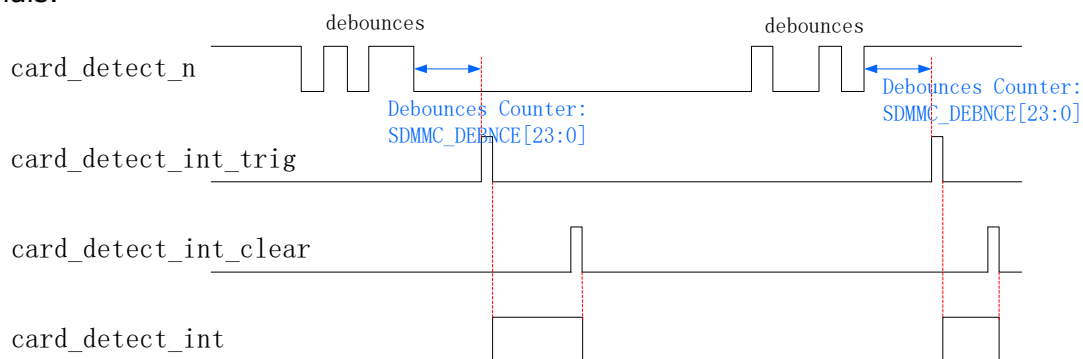 debounces
debounces
card_detect_n
Debounces Counter:
SDMMC_DEBNCE[23:0]
Debounces Counter:
SDMMC_DEBNCE[23:0]
card_detect_int_trig
card_detect_int_clear
card_detect_int